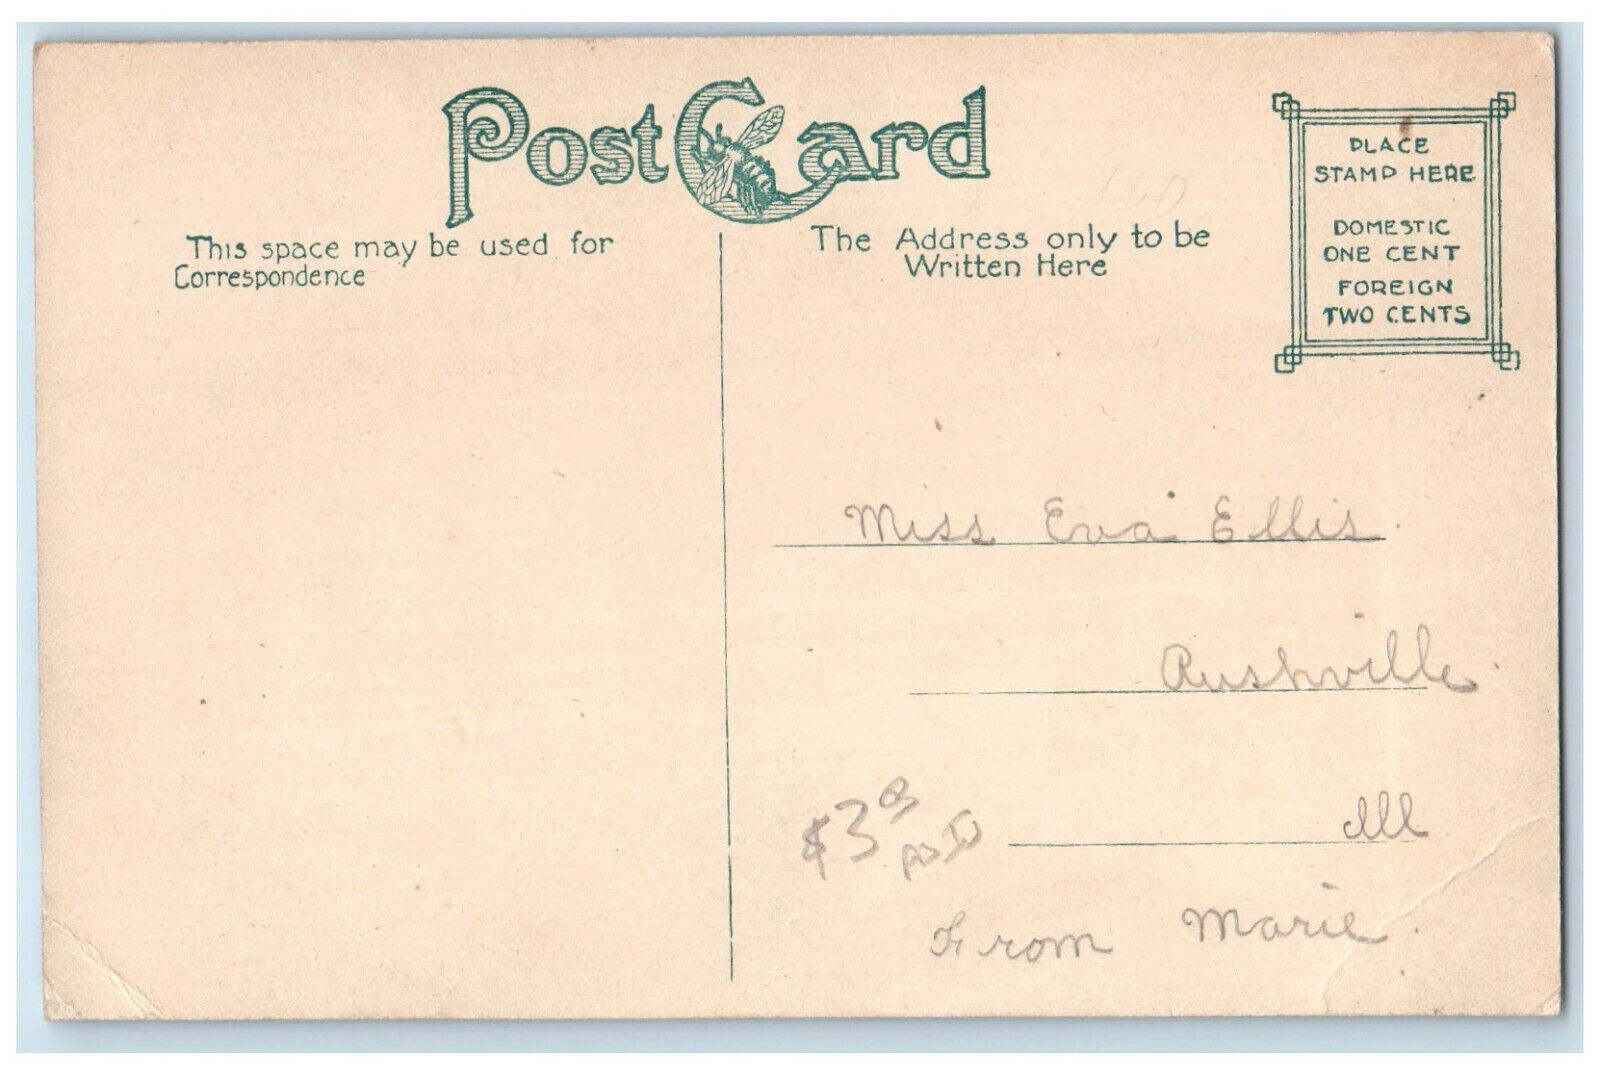 Post Card
This space may be used for
Correspondence
The Address only to be
Written Here
PLACE
STAMP HERE
DOMESTIC
ONE CENT
FOREIGN
TWO CENTS
Miss Eva Ellis.
Rushville.
Ill
$3
From Marie.